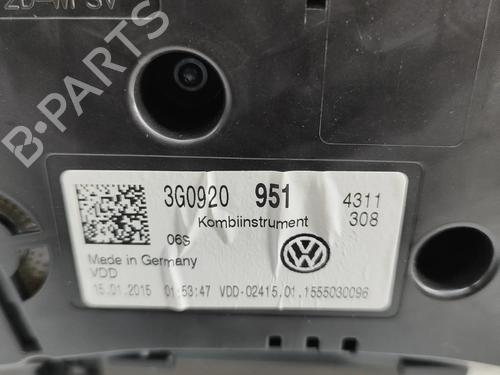 B-PARTS
3G0920 951 4311
Kombiinstrument 308
06S
Made in Germany
VDD
15.01.2015 01:53:47 VDD-02415.01.1555030096